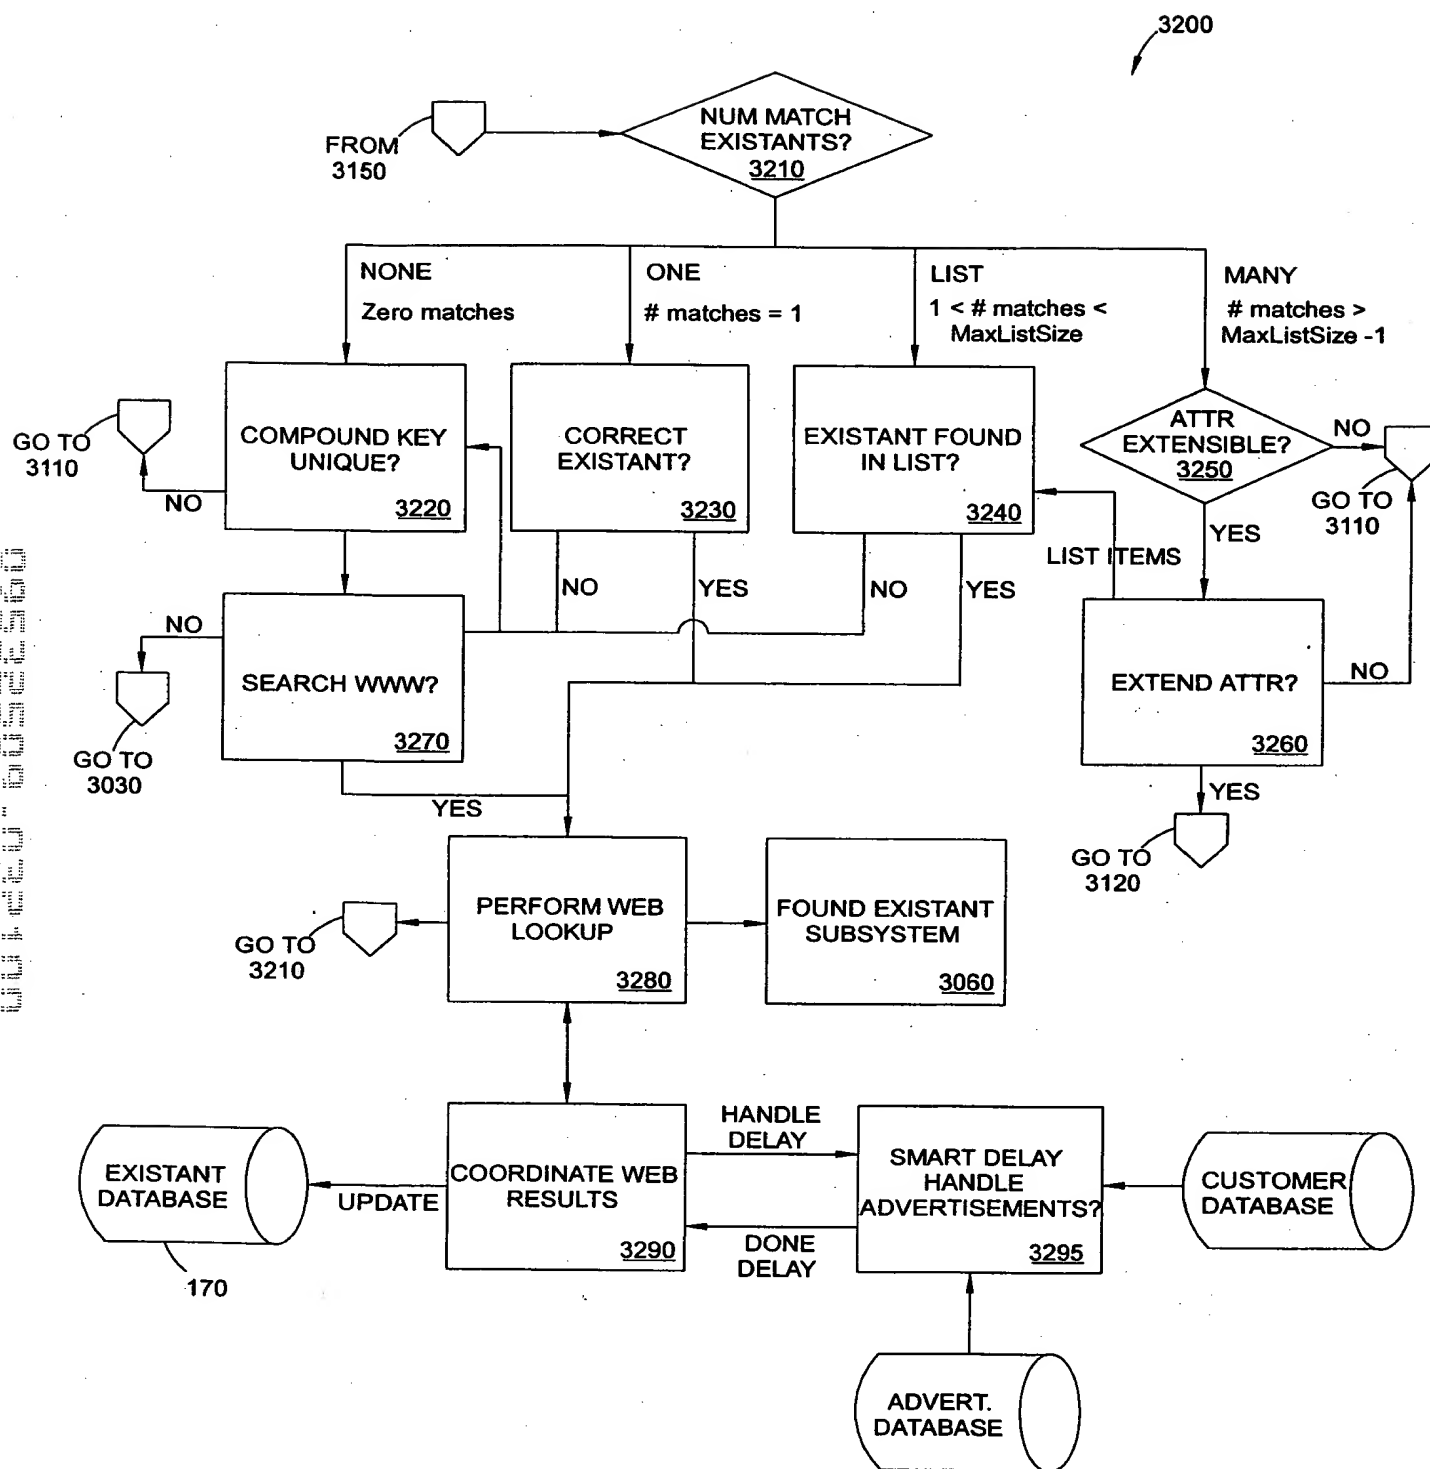 3200
NUM MATCH
EXISTANTS?
3210
FROM
3150
NONE
Zero matches
ONE
# matches = 1
LIST
1 < # matches <
MaxListSize
MANY
# matches >
MaxListSize -1
GO TO
3110
NO
COMPOUND KEY
UNIQUE?
3220
CORRECT
EXISTANT?
3230
EXISTANT FOUND
IN LIST?
3240
ATTR
EXTENSIBLE?
3250
NO
GO TO
3110
YES
LIST ITEMS
NO
YES
NO
YES
NO
GO TO
3030
SEARCH WWW?
3270
YES
EXTEND ATTR?
3260
NO
YES
GO TO
3120
GO TO
3210
PERFORM WEB
LOOKUP
3280
FOUND EXISTANT
SUBSYSTEM
3060
EXISTANT
DATABASE
170
UPDATE
COORDINATE WEB
RESULTS
3290
HANDLE
DELAY
DONE
DELAY
SMART DELAY
HANDLE
ADVERTISEMENTS?
3295
CUSTOMER
DATABASE
ADVERT.
DATABASE